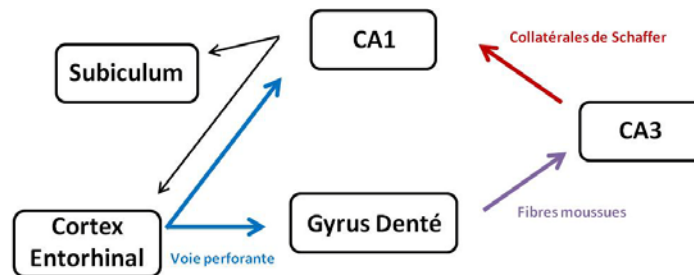 CA1
Collatérales de Schaffer
Subiculum
CA3
Cortex
Entorhinal
Gyrus Denté
Fibres moussues
Voie perforante